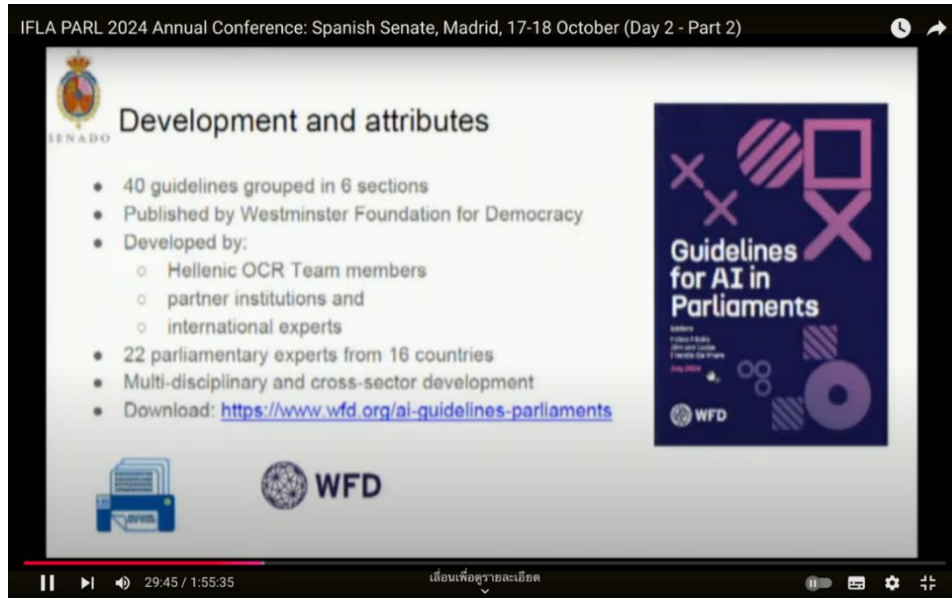 IFLA PARL 2024 Annual Conference: Spanish Senate, Madrid, 17-18 October (Day 2 - Part 2)
SENADO
Development and attributes
• 40 guidelines grouped in 6 sections
• Published by Westminster Foundation for Democracy
• Developed by:
○ Hellenic OCR Team members
○ partner institutions and
○ international experts
• 22 parliamentary experts from 16 countries
• Multi-disciplinary and cross-sector development
• Download: https://www.wfd.org/ai-guidelines-parliaments
WFD
Guidelines
for AI in
Parliaments
July 2024
WFD
29:45 / 1:55:35
เลื่อนเพื่อดูรายละเอียด